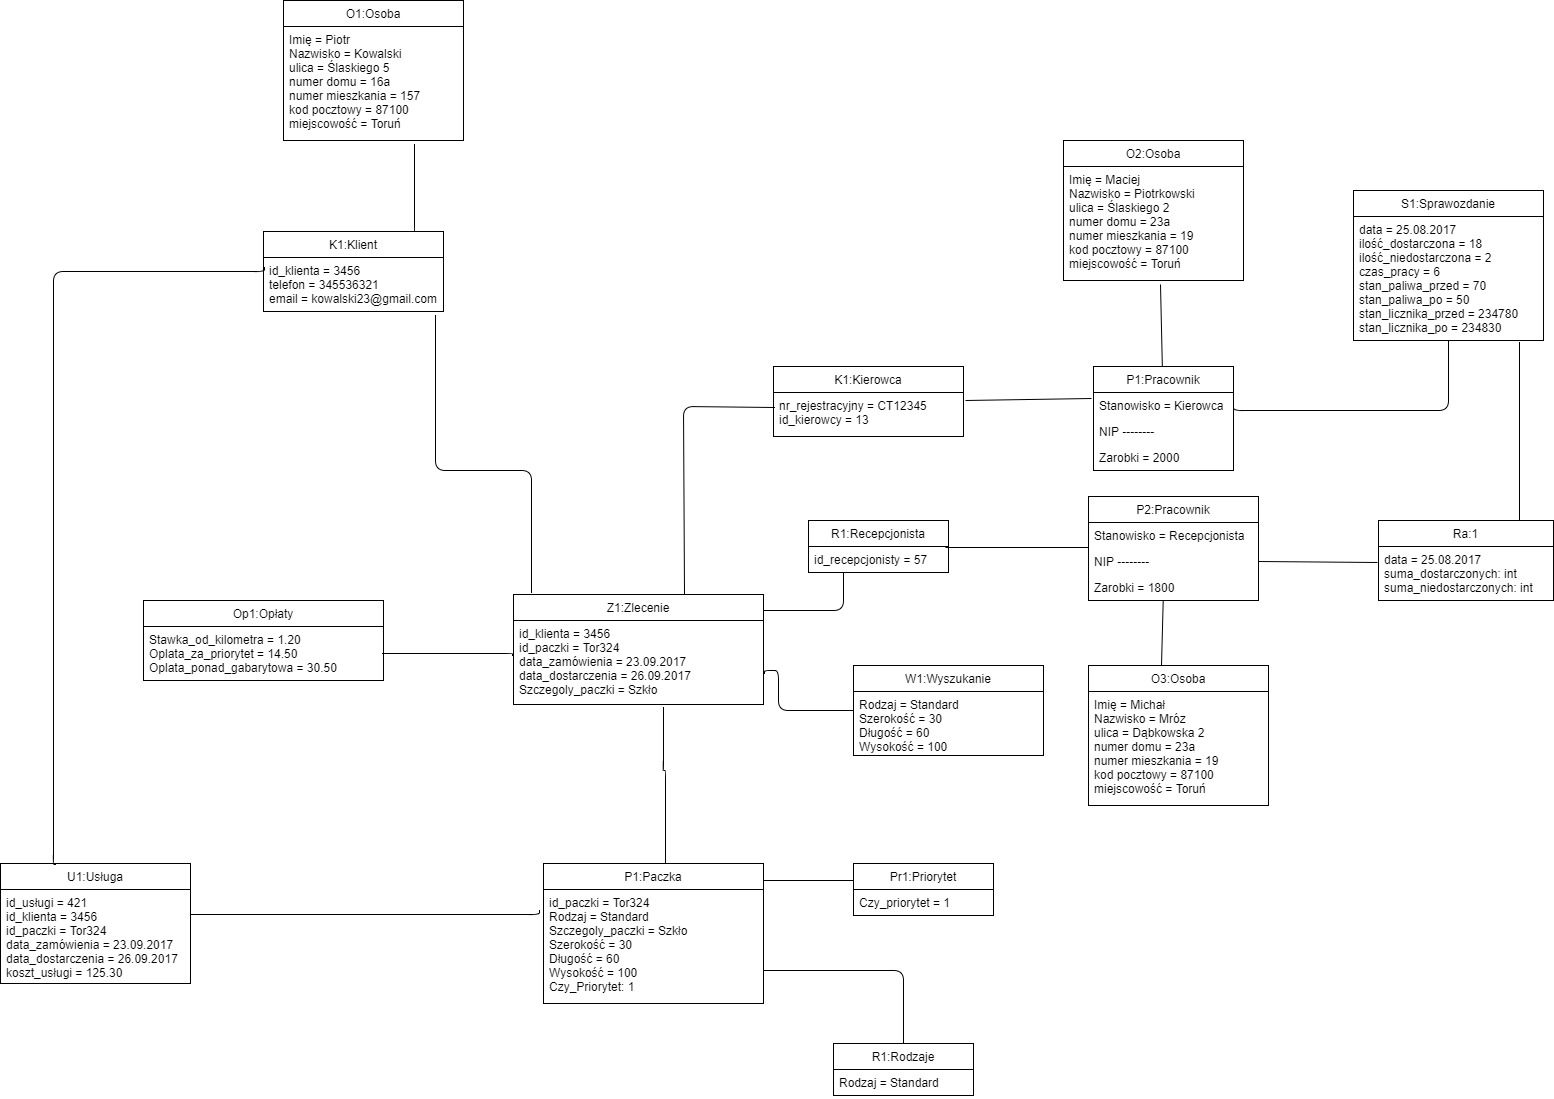 O1:Osoba
Imię = Piotr
Nazwisko = Kowalski
ulica = Ślaskiego 5
numer domu = 16a
numer mieszkania = 157
kod pocztowy = 87100
miejscowość = Toruń
O2:Osoba
Imię = Maciej
Nazwisko = Piotrkowski
ulica = Ślaskiego 2
numer domu = 23a
numer mieszkania = 19
kod pocztowy = 87100
miejscowość = Toruń
S1:Sprawozdanie
data = 25.08.2017
ilość_dostarczona = 18
ilość_niedostarczona = 2
czas_pracy = 6
stan_paliwa_przed = 70
stan_paliwa_po = 50
stan_licznika_przed = 234780
stan_licznika_po = 234830
K1:Klient
id_klienta = 3456
telefon = 345536321
email = kowalski23@gmail.com
K1:Kierowca
nr_rejestracyjny = CT12345
id_kierowcy = 13
P1:Pracownik
Stanowisko = Kierowca
NIP --------
Zarobki = 2000
P2:Pracownik
Stanowisko = Recepcjonista
NIP --------
Zarobki = 1800
R1:Recepcjonista
id_recepcjonisty = 57
Ra:1
data = 25.08.2017
suma_dostarczonych: int
suma_niedostarczonych: int
Op1:Opłaty
Stawka_od_kilometra = 1.20
Oplata_za_priorytet = 14.50
Oplata_ponad_gabarytowa = 30.50
Z1:Zlecenie
id_klienta = 3456
id_paczki = Tor324
data_zamówienia = 23.09.2017
data_dostarczenia = 26.09.2017
Szczegoly_paczki = Szkło
W1:Wyszukanie
Rodzaj = Standard
Szerokość = 30
Długość = 60
Wysokość = 100
O3:Osoba
Imię = Michał
Nazwisko = Mróz
ulica = Dąbkowska 2
numer domu = 23a
numer mieszkania = 19
kod pocztowy = 87100
miejscowość = Toruń
U1:Usługa
id_usługi = 421
id_klienta = 3456
id_paczki = Tor324
data_zamówienia = 23.09.2017
data_dostarczenia = 26.09.2017
koszt_usługi = 125.30
P1:Paczka
id_paczki = Tor324
Rodzaj = Standard
Szczegoly_paczki = Szkło
Szerokość = 30
Długość = 60
Wysokość = 100
Czy_Priorytet: 1
Pr1:Priorytet
Czy_priorytet = 1
R1:Rodzaje
Rodzaj = Standard